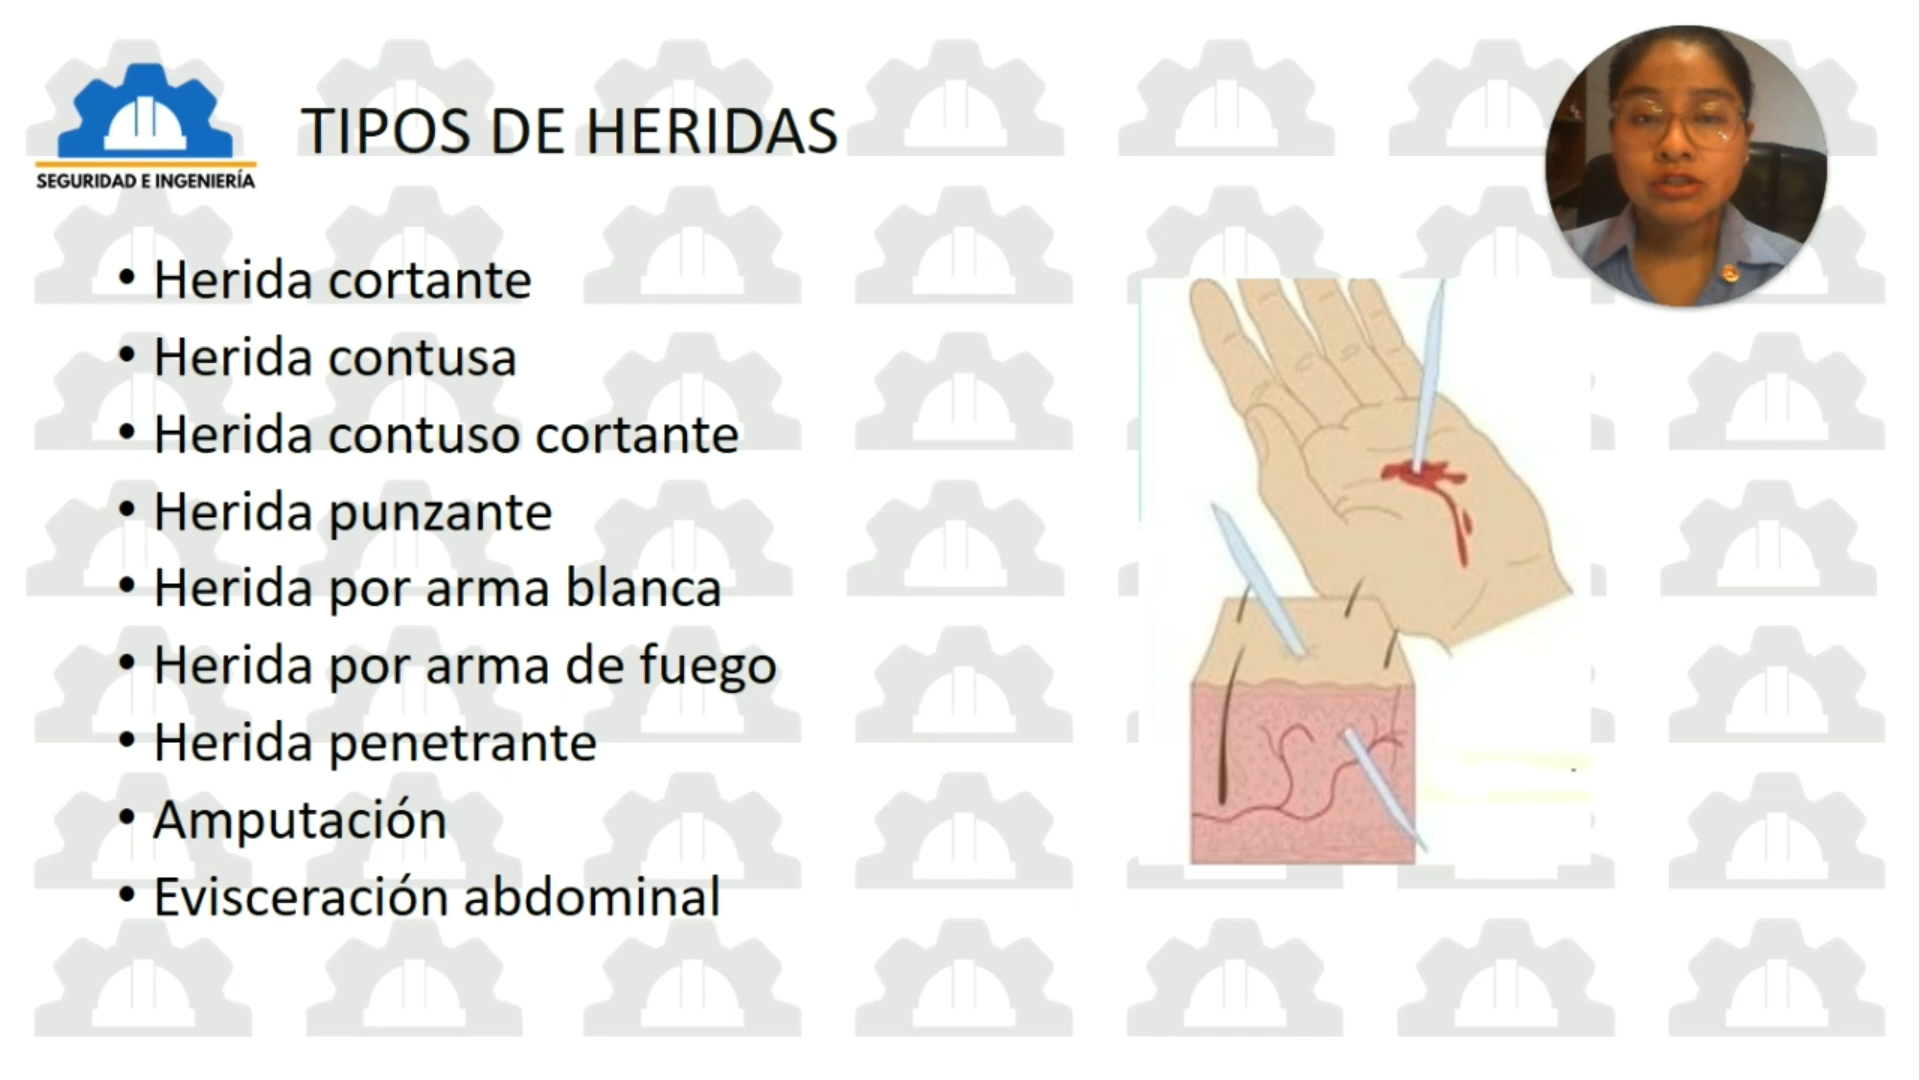 SEGURIDAD E INGENIERÍA
TIPOS DE HERIDAS
• Herida cortante
• Herida contusa
• Herida contuso cortante
• Herida punzante
• Herida por arma blanca
• Herida por arma de fuego
• Herida penetrante
• Amputación
• Evisceración abdominal